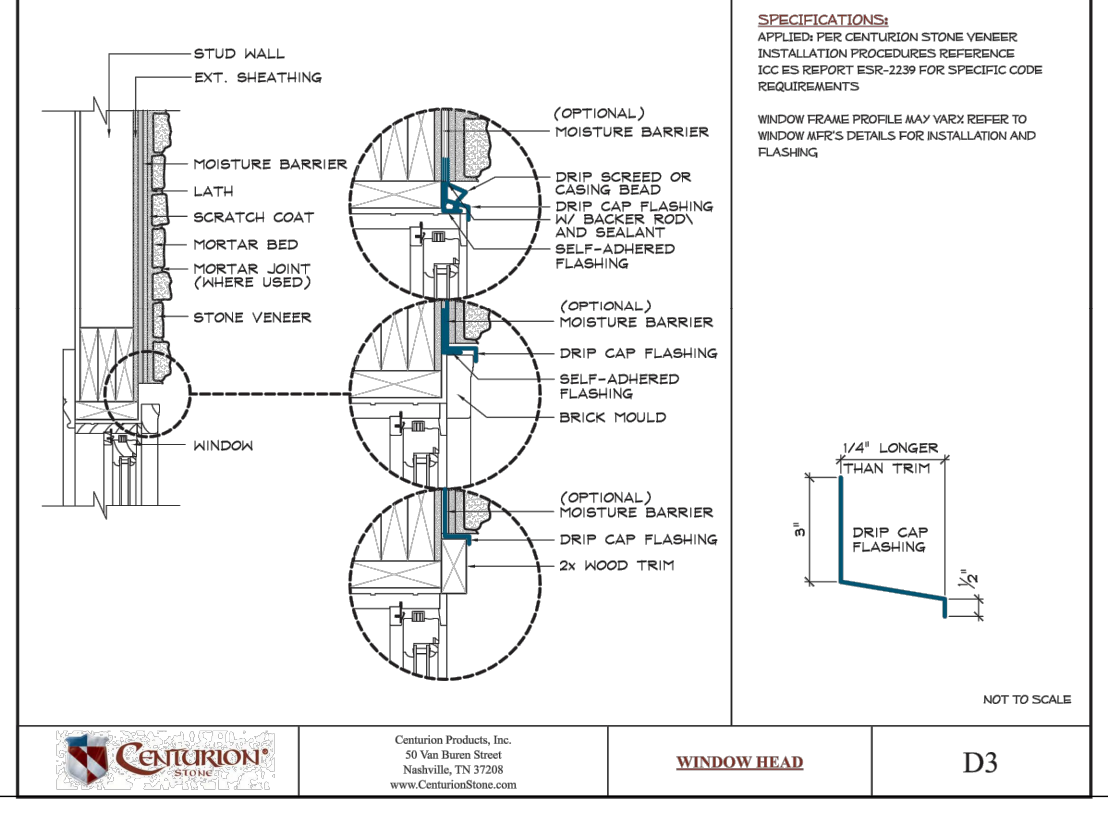 STUD WALL
EXT. SHEATHING
MOISTURE BARRIER
LATH
SCRATCH COAT
MORTAR BED
MORTAR JOINT
(WHERE USED)
STONE VENEER
WINDOW
(OPTIONAL)
MOISTURE BARRIER
DRIP SCREED OR
CASING BEAD
DRIP CAP FLASHING
W/ BACKER ROD\
AND SEALANT
SELF-ADHERED
FLASHING
(OPTIONAL)
MOISTURE BARRIER
DRIP CAP FLASHING
SELF-ADHERED
FLASHING
BRICK MOULD
(OPTIONAL)
MOISTURE BARRIER
DRIP CAP FLASHING
2x WOOD TRIM
SPECIFICATIONS:
APPLIED: PER CENTURION STONE VENEER
INSTALLATION PROCEDURES REFERENCE
ICC ES REPORT ESR-2239 FOR SPECIFIC CODE
REQUIREMENTS
WINDOW FRAME PROFILE MAY VARY. REFER TO
WINDOW MFR'S DETAILS FOR INSTALLATION AND
FLASHING
1/4" LONGER
THAN TRIM
3"
DRIP CAP
FLASHING
1/2"
NOT TO SCALE
CENTURION®
STONE
Centurion Products, Inc.
50 Van Buren Street
Nashville, TN 37208
www.CenturionStone.com
WINDOW HEAD
D3